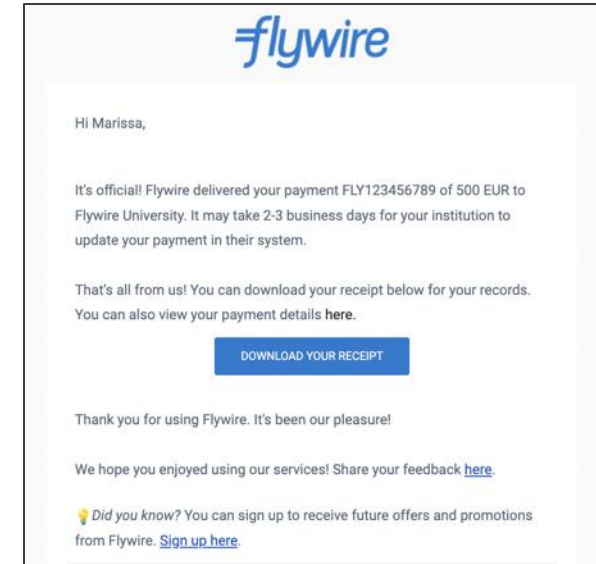 flywire
Hi Marissa,
It's official! Flywire delivered your payment FLY123456789 of 500 EUR to
Flywire University. It may take 2-3 business days for your institution to
update your payment in their system.
That's all from us! You can download your receipt below for your records.
You can also view your payment details here.
DOWNLOAD YOUR RECEIPT
Thank you for using Flywire. It's been our pleasure!
We hope you enjoyed using our services! Share your feedback here.
💡Did you know? You can sign up to receive future offers and promotions
from Flywire. Sign up here.